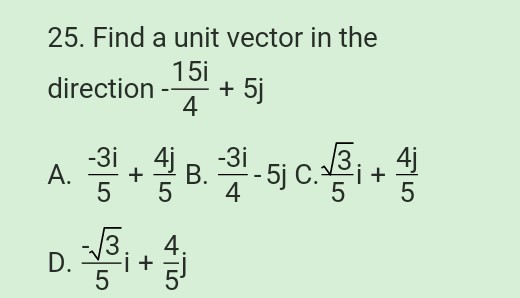 25. Find a unit vector in the
direction -15i/4 + 5j
A. -3i/5 + 4j/5 B. -3i/4 - 5j C. √3/5 i + 4j/5
D. -√3/5 i + 4/5 j